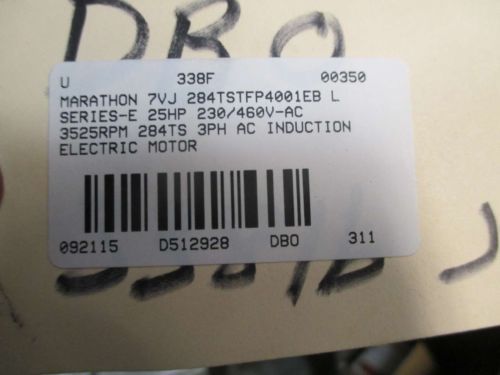 DBO
U 338F 00350
MARATHON 7VJ 284TSTFP4001EB L
SERIES-E 25HP 230/460V-AC
3525RPM 284TS 3PH AC INDUCTION
ELECTRIC MOTOR
092115 D512928 DBO 311